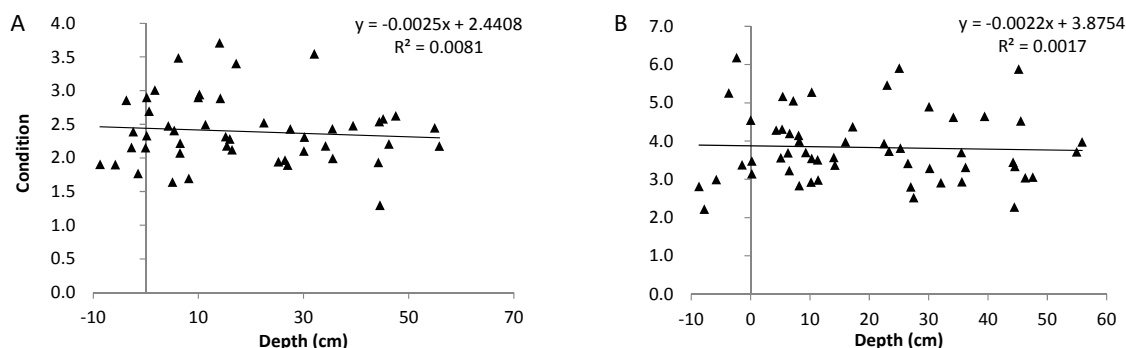 A
y = -0.0025x + 2.4408
R² = 0.0081
4.0
3.5
3.0
2.5
2.0
1.5
1.0
0.5
0.0
Condition
-10 10 30 50 70
Depth (cm)
B
y = -0.0022x + 3.8754
R² = 0.0017
7.0
6.0
5.0
4.0
3.0
2.0
1.0
0.0
-10 0 10 20 30 40 50 60
Depth (cm)